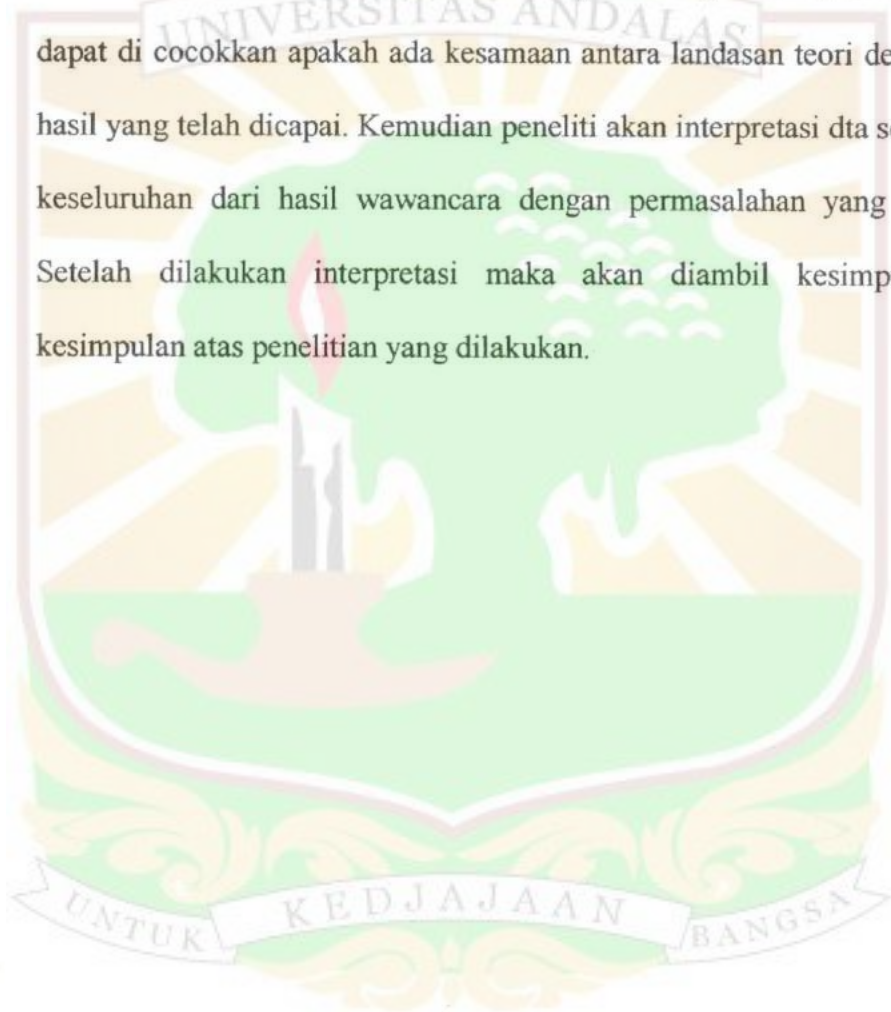 UNIVERSITAS ANDALAS
dapat di cocokkan apakah ada kesamaan antara landasan teori de
hasil yang telah dicapai. Kemudian peneliti akan interpretasi dta s
keseluruhan dari hasil wawancara dengan permasalahan yang
Setelah dilakukan interpretasi maka akan diambil kesimp
kesimpulan atas penelitian yang dilakukan.
UNTUK KEDJAJAAN BANGSA